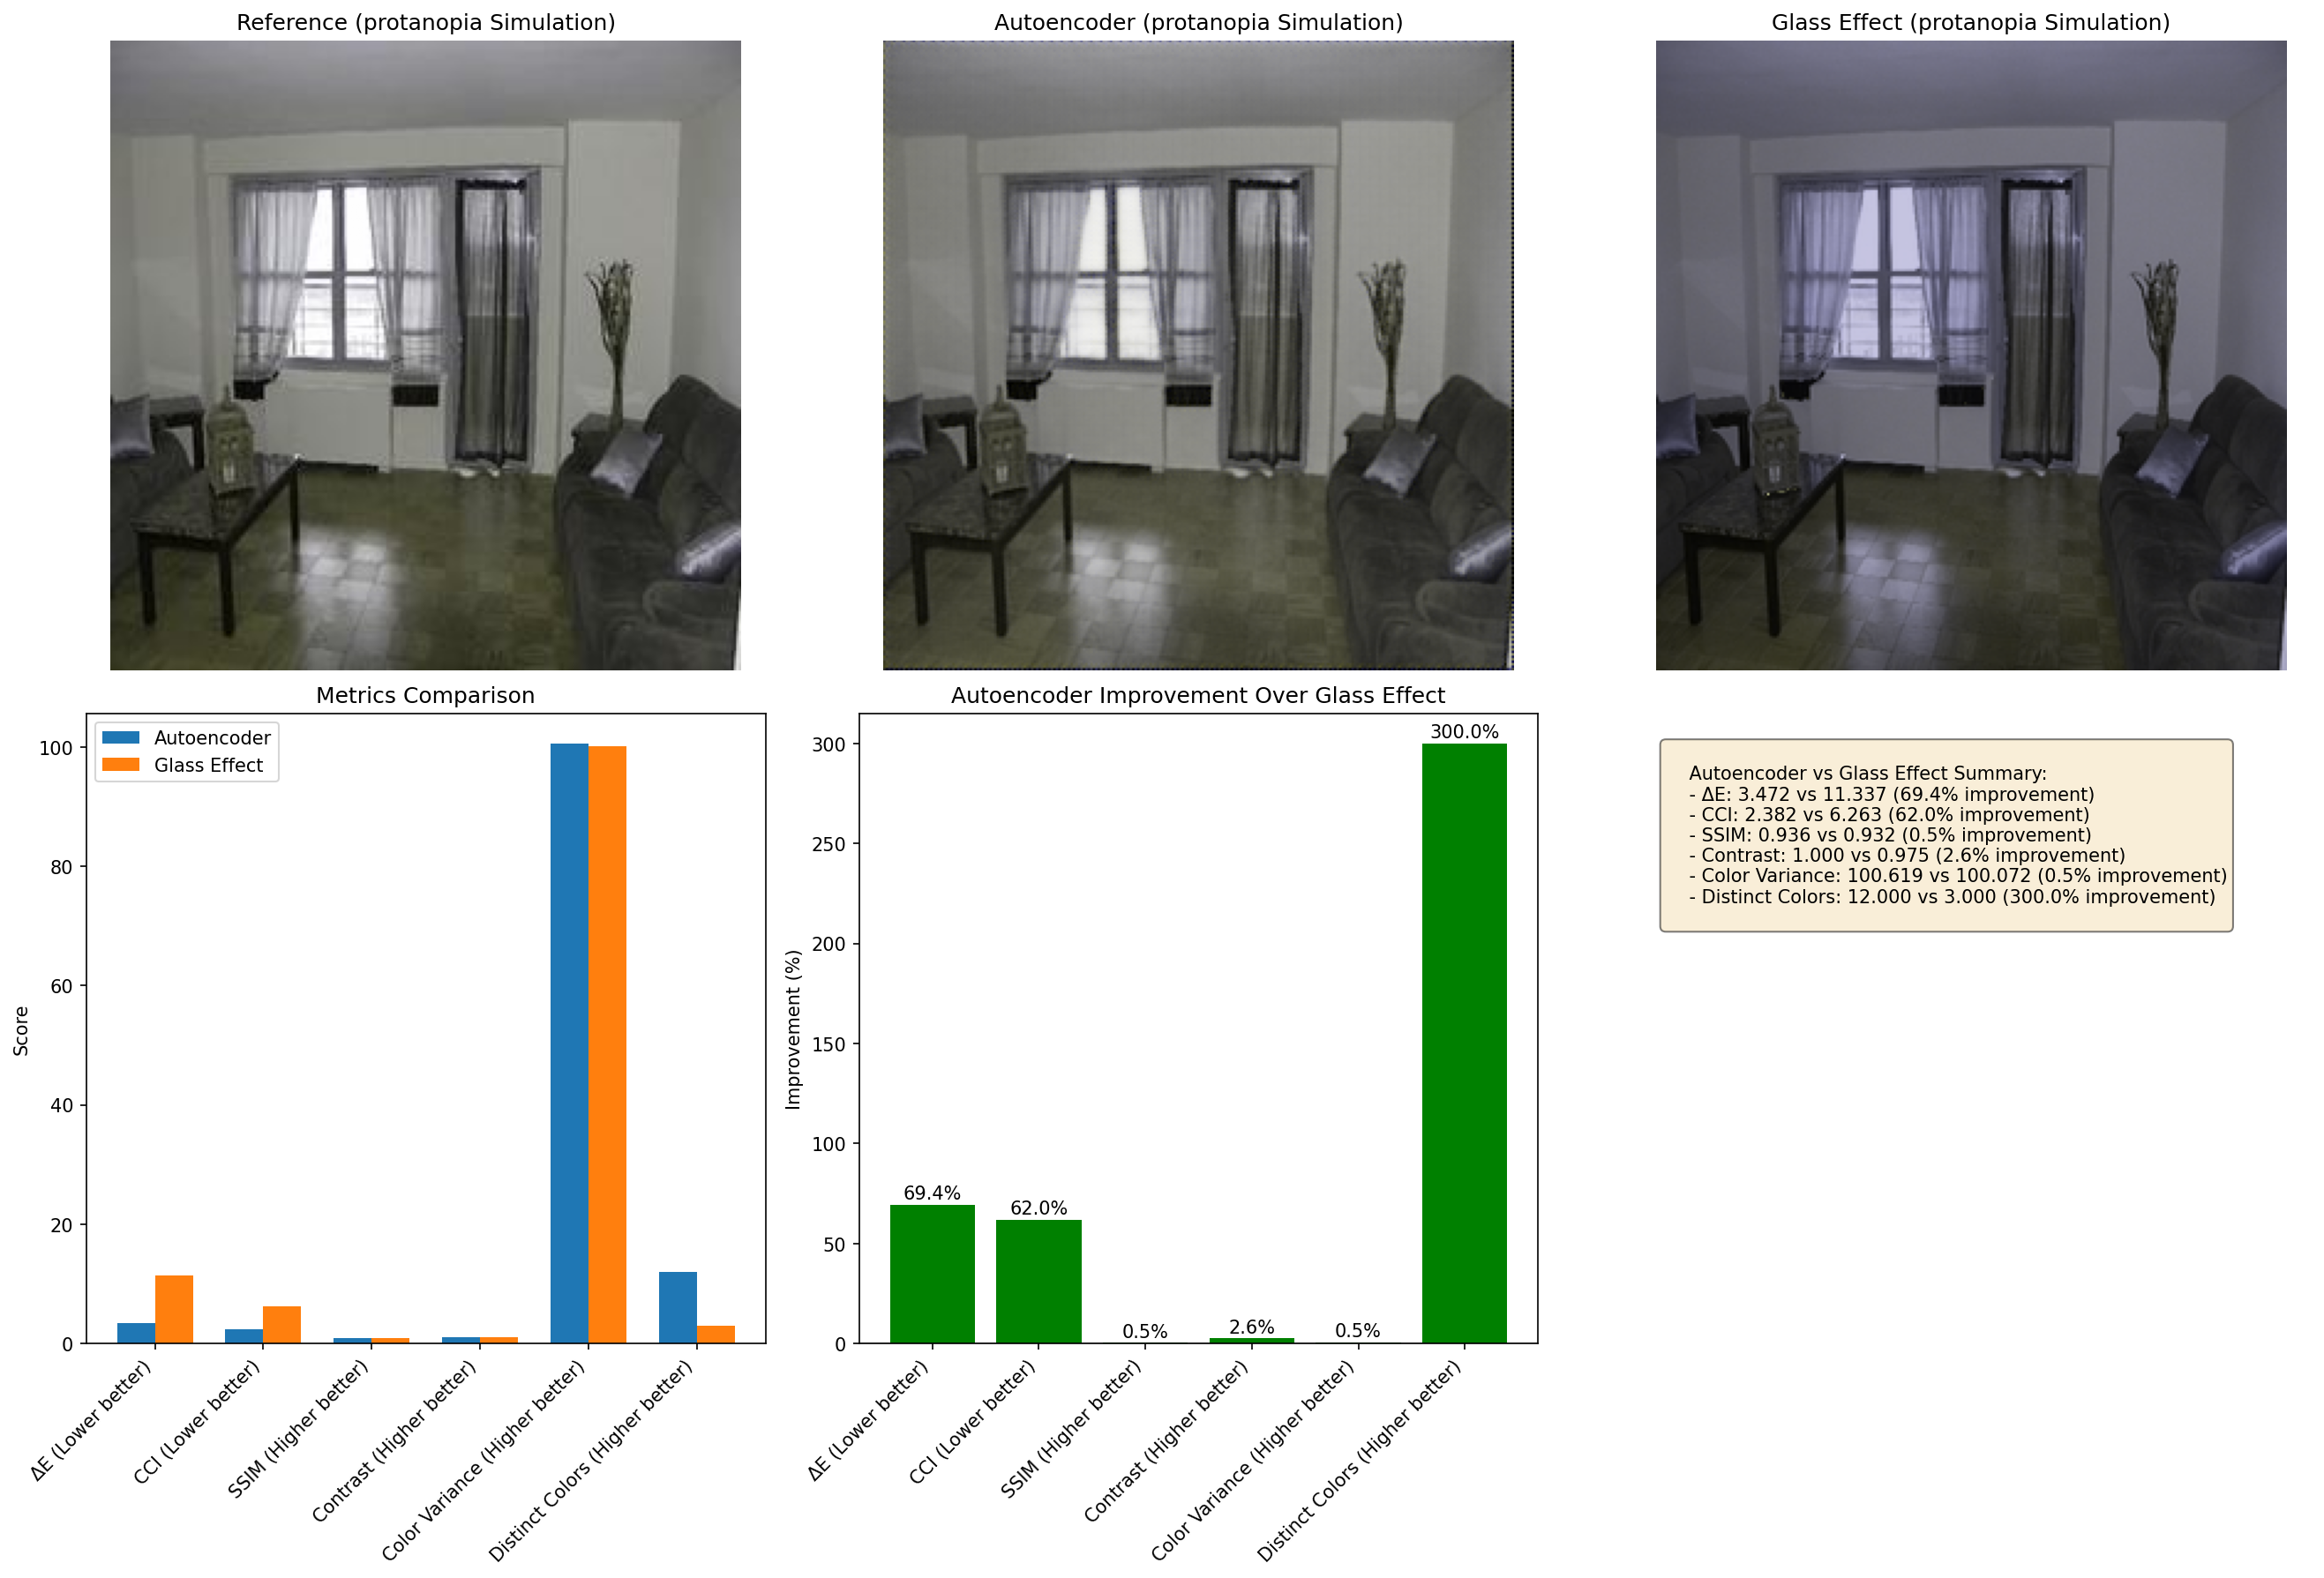 Reference (protanopia Simulation)
Autoencoder (protanopia Simulation)
Glass Effect (protanopia Simulation)
Metrics Comparison
Autoencoder
Glass Effect
Score
100
80
60
40
20
0
ΔE (Lower better)
CCI (Lower better)
SSIM (Higher better)
Contrast (Higher better)
Color Variance (Higher better)
Distinct Colors (Higher better)
Autoencoder Improvement Over Glass Effect
Improvement (%)
300
250
200
150
100
50
0
69.4%
62.0%
0.5%
2.6%
0.5%
300.0%
ΔE (Lower better)
CCI (Lower better)
SSIM (Higher better)
Contrast (Higher better)
Color Variance (Higher better)
Distinct Colors (Higher better)
Autoencoder vs Glass Effect Summary:
- ΔE: 3.472 vs 11.337 (69.4% improvement)
- CCI: 2.382 vs 6.263 (62.0% improvement)
- SSIM: 0.936 vs 0.932 (0.5% improvement)
- Contrast: 1.000 vs 0.975 (2.6% improvement)
- Color Variance: 100.619 vs 100.072 (0.5% improvement)
- Distinct Colors: 12.000 vs 3.000 (300.0% improvement)